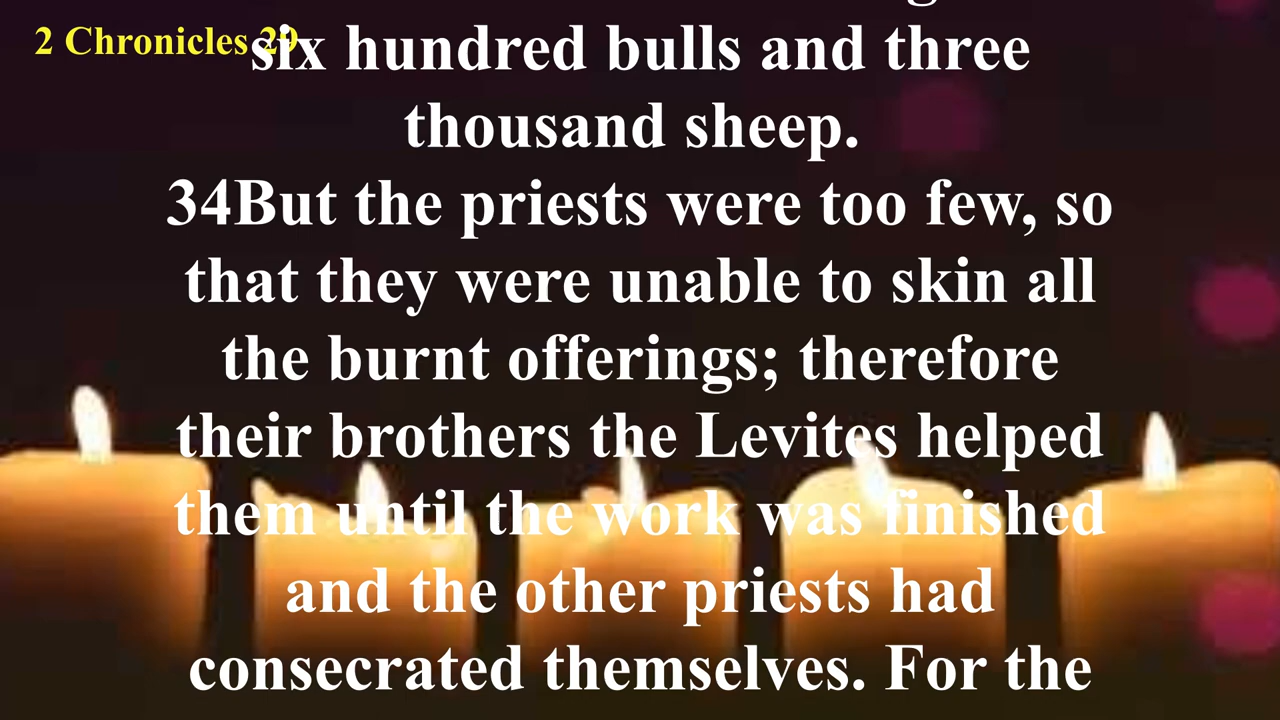 2 Chronicles 29
six hundred bulls and three
thousand sheep.
34But the priests were too few, so
that they were unable to skin all
the burnt offerings; therefore
their brothers the Levites helped
them until the work was finished
and the other priests had
consecrated themselves. For the